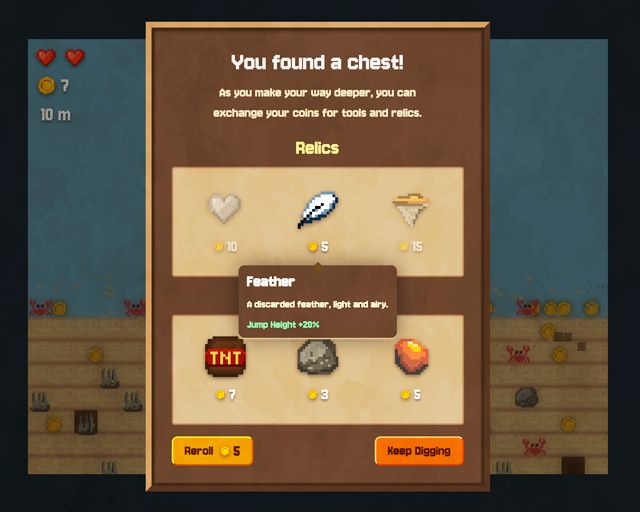 7
10 m
You found a chest!
As you make your way deeper, you can
exchange your coins for tools and relics.
Relics
10
5
15
Feather
A discarded feather, light and airy.
Jump Height +20%
TNT
7
3
5
Reroll 5
Keep Digging